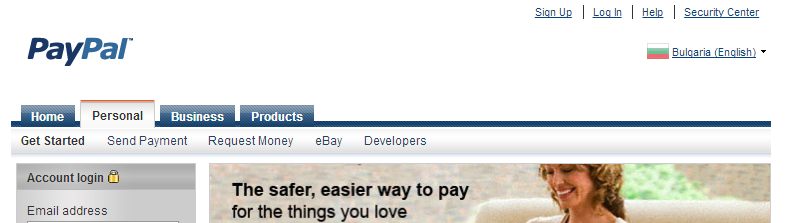 Sign Up Log In Help Security Center
PayPal™
Bulgaria (English)
Home Personal Business Products
Get Started Send Payment Request Money eBay Developers
Account login
Email address
The safer, easier way to pay
for the things you love